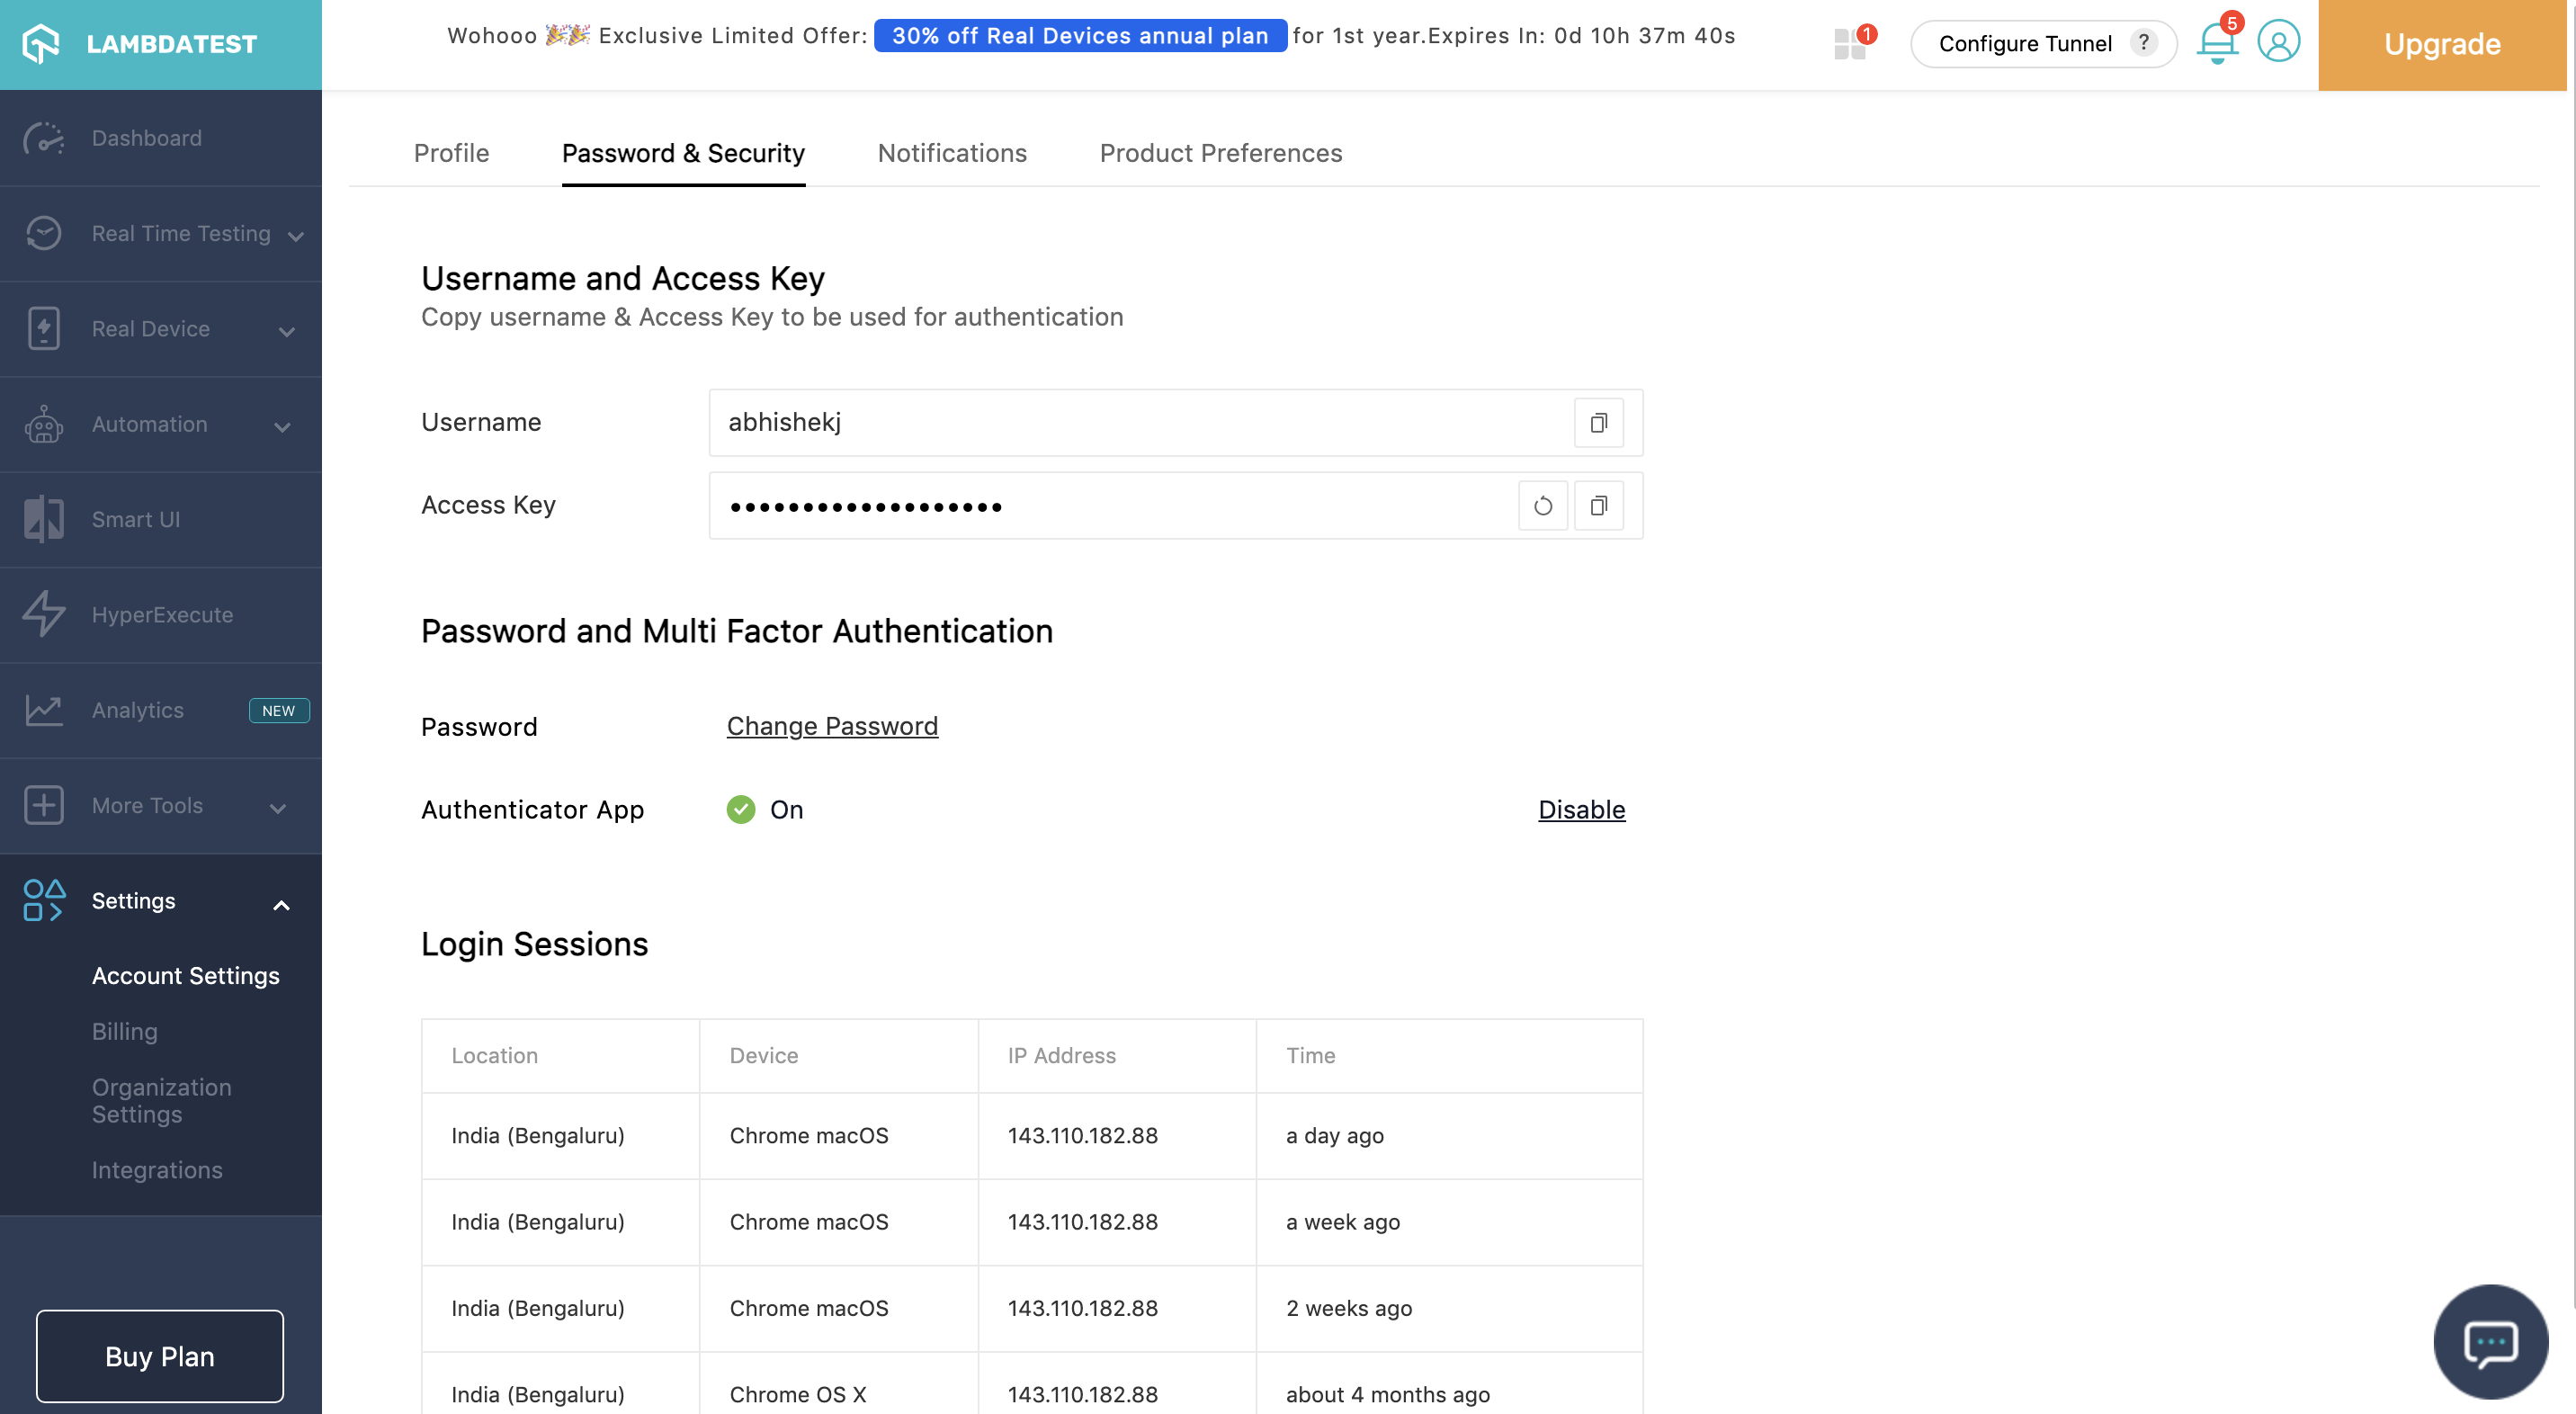 LAMBDATEST
Wohooo 🎉🎉 Exclusive Limited Offer: 30% off Real Devices annual plan for 1st year.Expires In: 0d 10h 37m 40s
1
Configure Tunnel ?
5
Upgrade
Dashboard
Real Time Testing
Real Device
Automation
Smart UI
HyperExecute
Analytics NEW
More Tools
Settings
Account Settings
Billing
Organization
Settings
Integrations
Buy Plan
Profile Password & Security Notifications Product Preferences
Username and Access Key
Copy username & Access Key to be used for authentication
Username abhishekj
Access Key •••••••••••••••••••
Password and Multi Factor Authentication
Password Change Password
Authenticator App On Disable
Login Sessions
Location Device IP Address Time
India (Bengaluru) Chrome macOS 143.110.182.88 a day ago
India (Bengaluru) Chrome macOS 143.110.182.88 a week ago
India (Bengaluru) Chrome macOS 143.110.182.88 2 weeks ago
India (Bengaluru) Chrome OS X 143.110.182.88 about 4 months ago